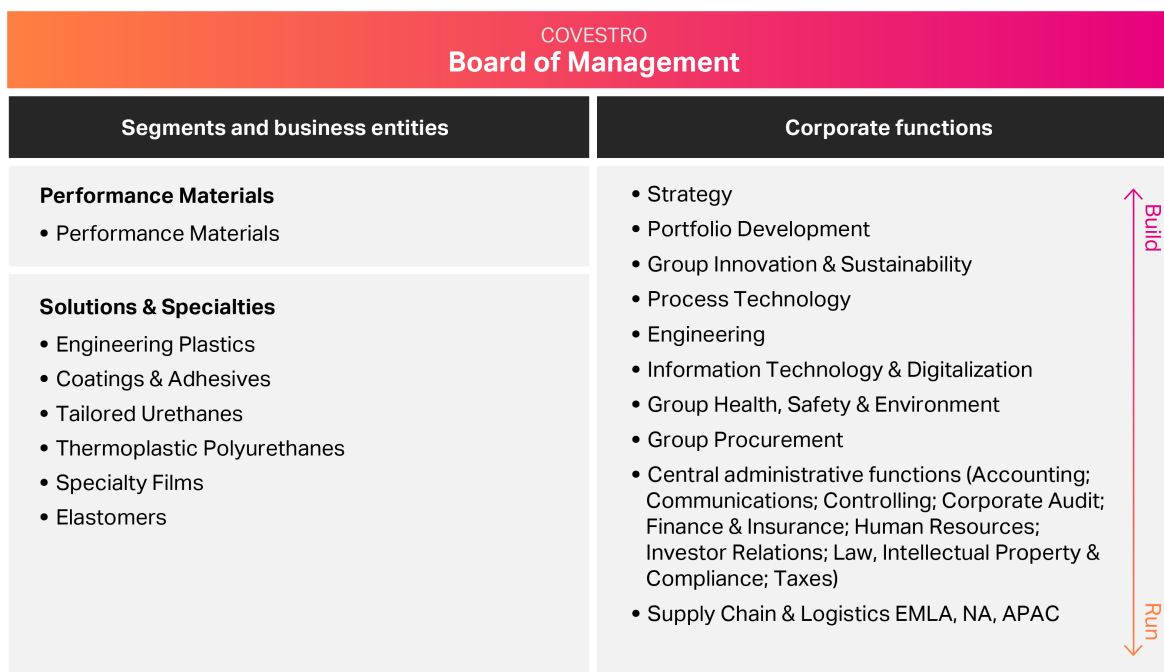 COVESTRO
Board of Management
Segments and business entities
Performance Materials
• Performance Materials
Solutions & Specialties
• Engineering Plastics
• Coatings & Adhesives
• Tailored Urethanes
• Thermoplastic Polyurethanes
• Specialty Films
• Elastomers
Corporate functions
• Strategy
• Portfolio Development
• Group Innovation & Sustainability
• Process Technology
• Engineering
• Information Technology & Digitalization
• Group Health, Safety & Environment
• Group Procurement
• Central administrative functions (Accounting;
Communications; Controlling; Corporate Audit;
Finance & Insurance; Human Resources;
Investor Relations; Law, Intellectual Property &
Compliance; Taxes)
• Supply Chain & Logistics EMLA, NA, APAC
Build
Run